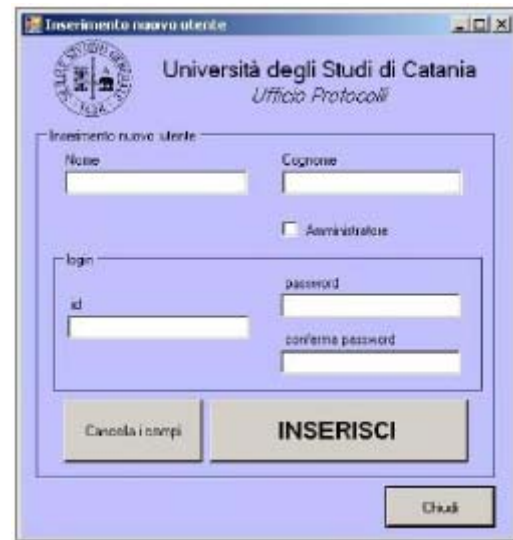 Inserimento nuovo utente
Università degli Studi di Catania
Ufficio Protocolli
Inserimento nuovo utente
Nome
Cognome
Amministratore
login
id
password
conferma password
Cancella i campi
INSERISCI
Chiudi